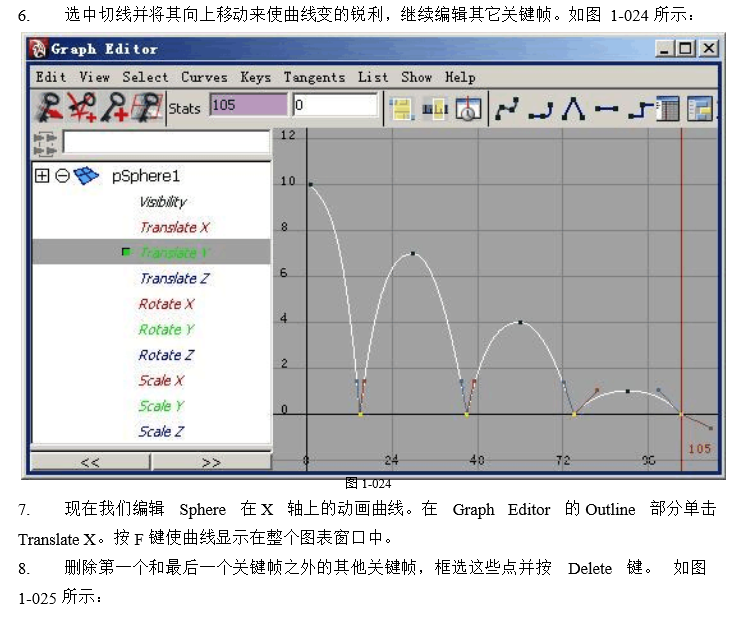 6. 选中切线并将其向上移动来使曲线变的锐利，继续编辑其它关键帧。如图 1-024 所示：
Graph Editor
Edit View Select Curves Keys Tangents List Show Help
Stats 105 0
pSphere1
Visibility
Translate X
Translate Y
Translate Z
Rotate X
Rotate Y
Rotate Z
Scale X
Scale Y
Scale Z
<< >>
12
10
8
6
4
2
0
105
0 24 48 72 96
图 1-024
7. 现在我们编辑 Sphere 在 X 轴上的动画曲线。在 Graph Editor 的 Outline 部分单击
Translate X。按 F 键使曲线显示在整个图表窗口中。
8. 删除第一个和最后一个关键帧之外的其他关键帧，框选这些点并按 Delete 键。 如图
1-025 所示：